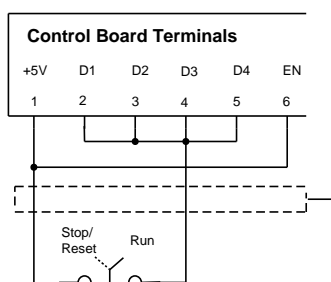 Control Board Terminals
+5V D1 D2 D3 D4 EN
1 2 3 4 5 6
Stop/
Reset Run